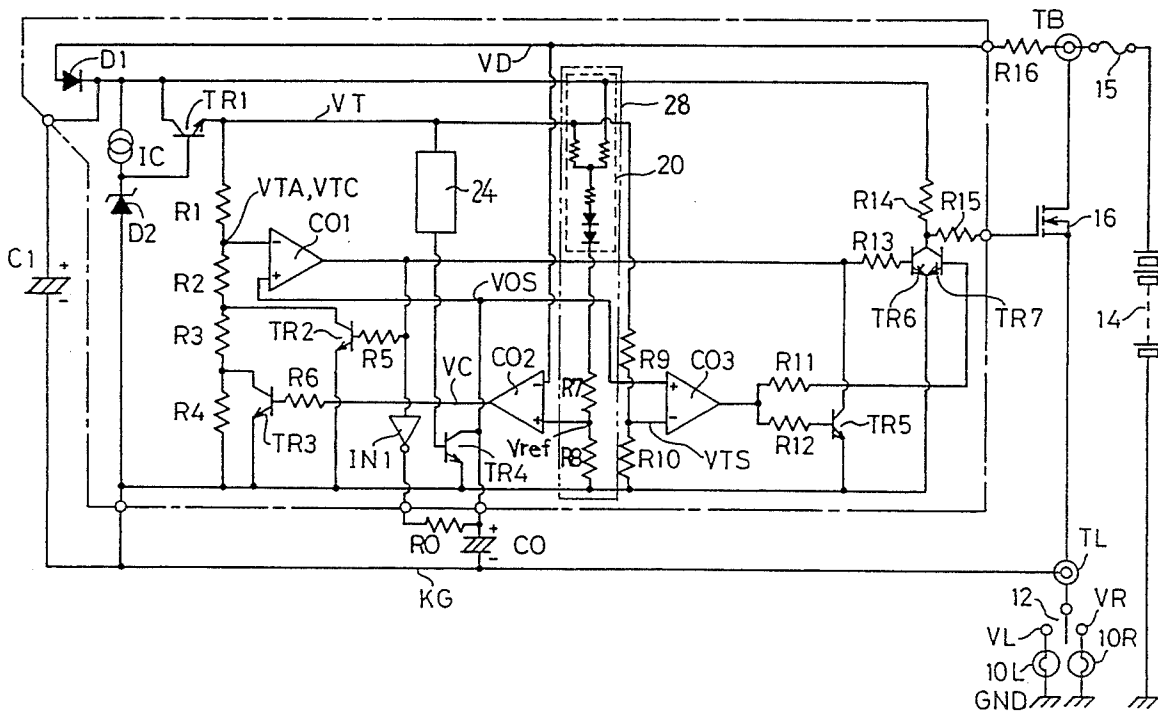 TB
D1
VD
R16
15
TR1
VT
28
IC
20
VTA,VTC
24
R14
R15
16
D2
R1
CO1
R13
C1
R2
VOS
TR6
TR7
14
TR2
R5
R3
R9
CO3
R11
VC
CO2
R7
R6
R4
R12
TR5
TR3
IN1
Vref
R8
R10
VTS
TR4
RO
CO
TL
KG
12
VR
VL
10R
10L
GND
+
-
-
+
-
+
+
-
+
-